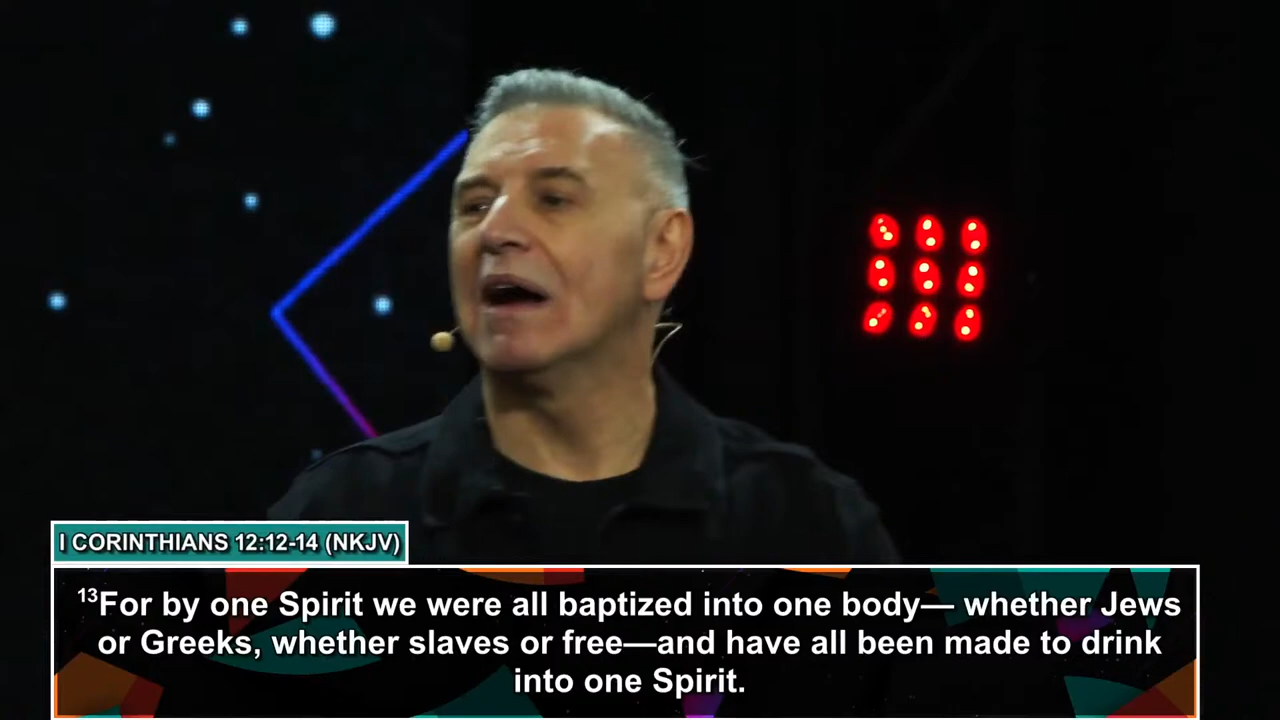 I CORINTHIANS 12:12-14 (NKJV)
¹³For by one Spirit we were all baptized into one body— whether Jews
or Greeks, whether slaves or free—and have all been made to drink
into one Spirit.